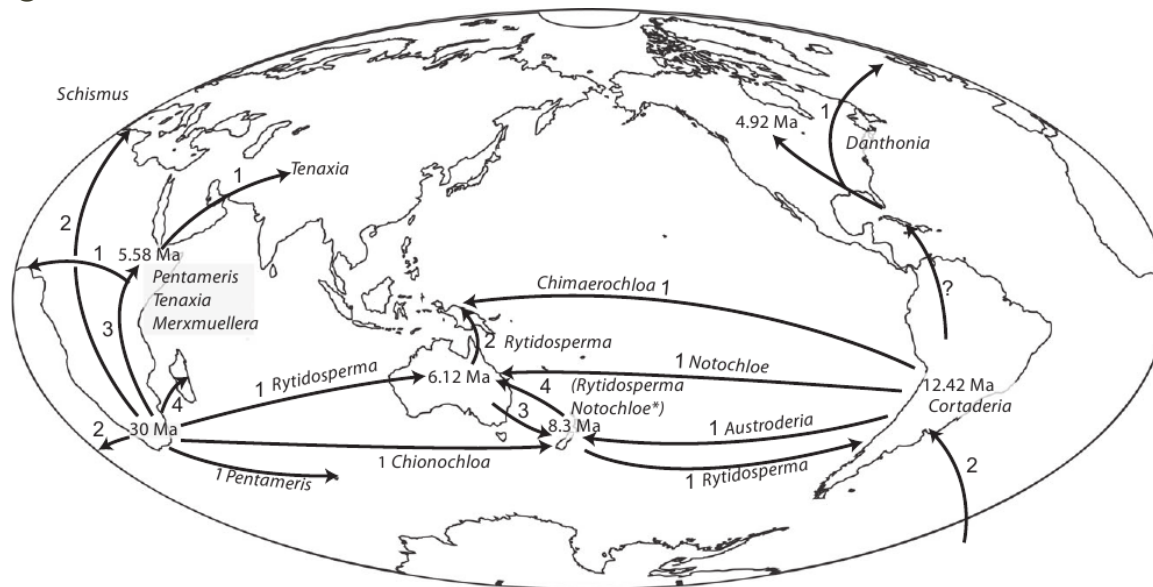 Schismus
4.92 Ma
1
Danthonia
1
Tenaxia
2
1
5.58 Ma
Pentameris
Tenaxia
Merxmuellera
3
Chimaerochloa 1
?
2 Rytidosperma
1 Notochloe
1 Rytidosperma
6.12 Ma
4 (Rytidosperma
Notochloe*)
12.42 Ma
Cortaderia
4
3
8.3 Ma
1 Austroderia
2
30 Ma
1 Chionochloa
1 Rytidosperma
2
1 Pentameris